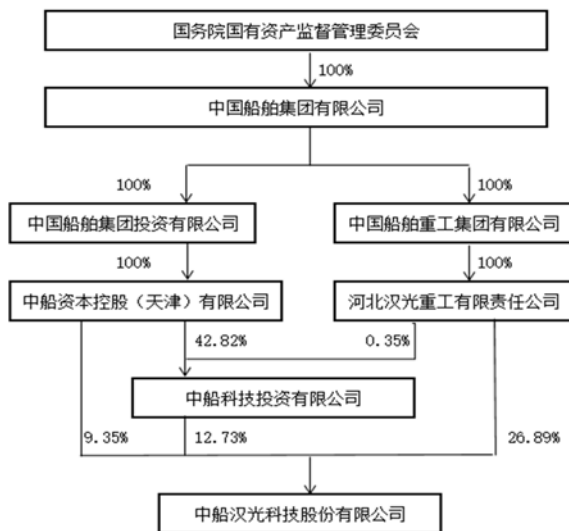 国务院国有资产监督管理委员会
100%
中国船舶集团有限公司
100%
100%
中国船舶集团投资有限公司
中国船舶重工集团有限公司
100%
100%
中船资本控股（天津）有限公司
河北汉光重工有限责任公司
42.82%
0.35%
中船科技投资有限公司
9.35%
12.73%
26.89%
中船汉光科技股份有限公司